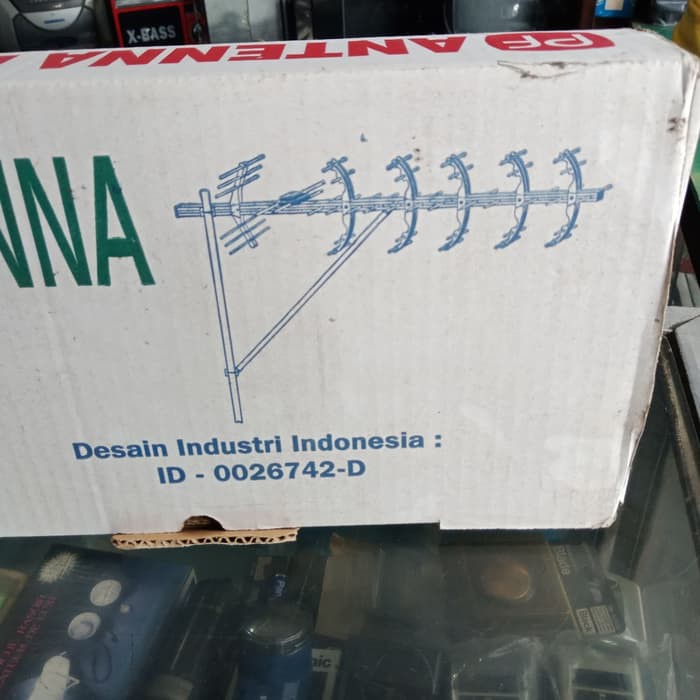 X-BASS
PF ANTENNA
NNA
Desain Industri Indonesia :
ID - 0026742-D